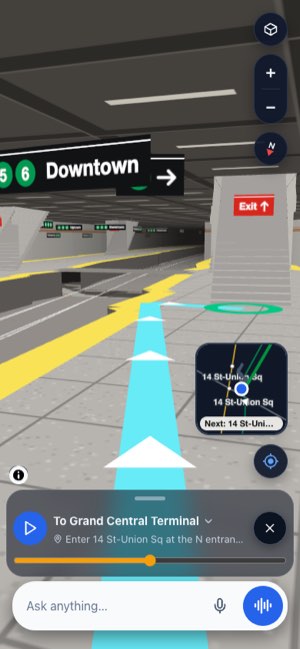 N
+
−
5 6 Downtown
Exit ↑
14 St-Union Sq
14 St-Union Sq
Next: 14 St-Uni...
To Grand Central Terminal
Enter 14 St-Union Sq at the N entran...
Ask anything...